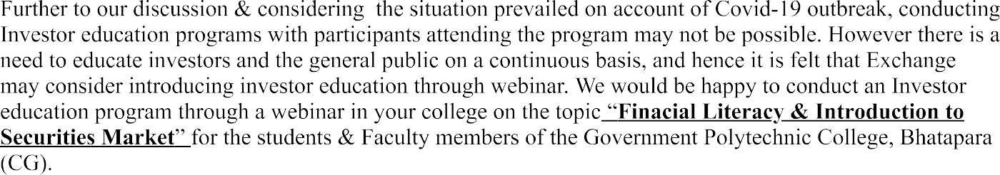 Further to our discussion & considering  the situation prevailed on account of Covid-19 outbreak, conducting
Investor education programs with participants attending the program may not be possible. However there is a
need to educate investors and the general public on a continuous basis, and hence it is felt that Exchange
may consider introducing investor education through webinar. We would be happy to conduct an Investor
education program through a webinar in your college on the topic “Finacial Literacy & Introduction to
Securities Market” for the students & Faculty members of the Government Polytechnic College, Bhatapara
(CG).